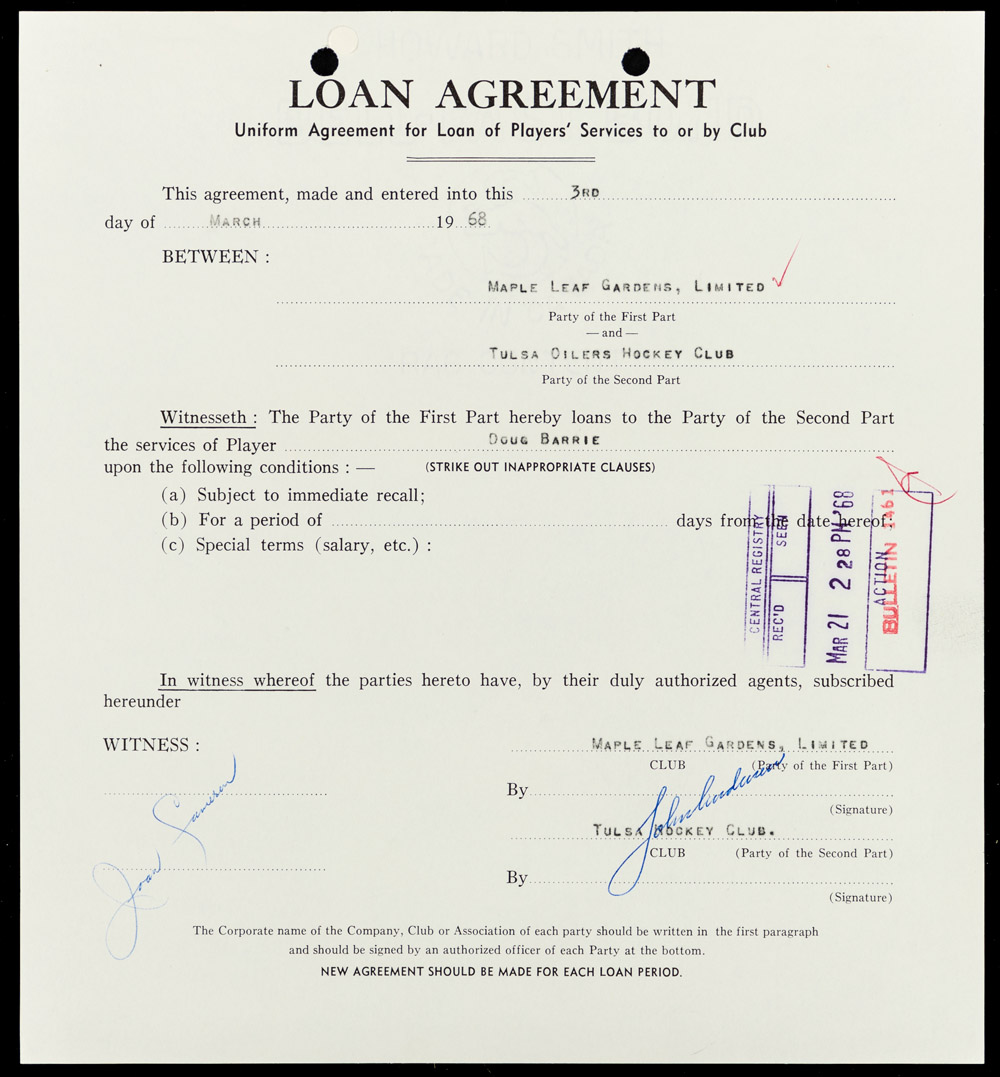 LOAN AGREEMENT
Uniform Agreement for Loan of Players' Services to or by Club
This agreement, made and entered into this 3RD
day of MARCH 19 68
BETWEEN :
MAPLE LEAF GARDENS, LIMITED
Party of the First Part
— and —
TULSA OILERS HOCKEY CLUB
Party of the Second Part
Witnesseth : The Party of the First Part hereby loans to the Party of the Second Part
the services of Player DOUG BARRIE
upon the following conditions : — (STRIKE OUT INAPPROPRIATE CLAUSES)
(a) Subject to immediate recall;
(b) For a period of days from the date hereof.
(c) Special terms (salary, etc.) :
CENTRAL REGISTRY
REC'D SEEN
MAR 21 2 28 PM '68
ACTION
BULLETIN 1461
In witness whereof the parties hereto have, by their duly authorized agents, subscribed
hereunder
WITNESS :
MAPLE LEAF GARDENS, LIMITED
CLUB (Party of the First Part)
By
(Signature)
TULSA HOCKEY CLUB.
CLUB (Party of the Second Part)
By
(Signature)
John Anderson
Joan Cameron
The Corporate name of the Company, Club or Association of each party should be written in the first paragraph
and should be signed by an authorized officer of each Party at the bottom.
NEW AGREEMENT SHOULD BE MADE FOR EACH LOAN PERIOD.